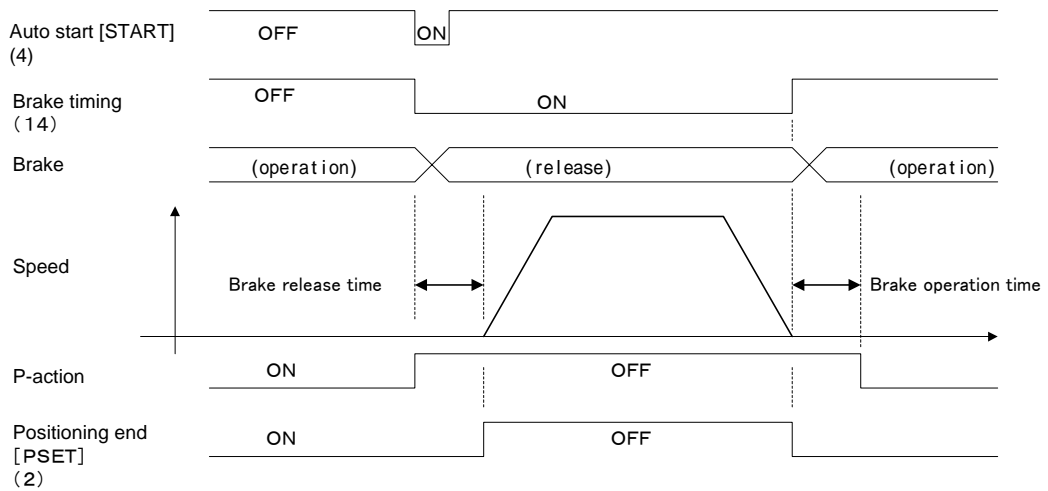 Auto start [START]
(4)
OFF
ON
Brake timing
(14)
OFF
ON
Brake
(operation)
(release)
(operation)
Speed
Brake release time
Brake operation time
P-action
ON
OFF
Positioning end
[PSET]
(2)
ON
OFF